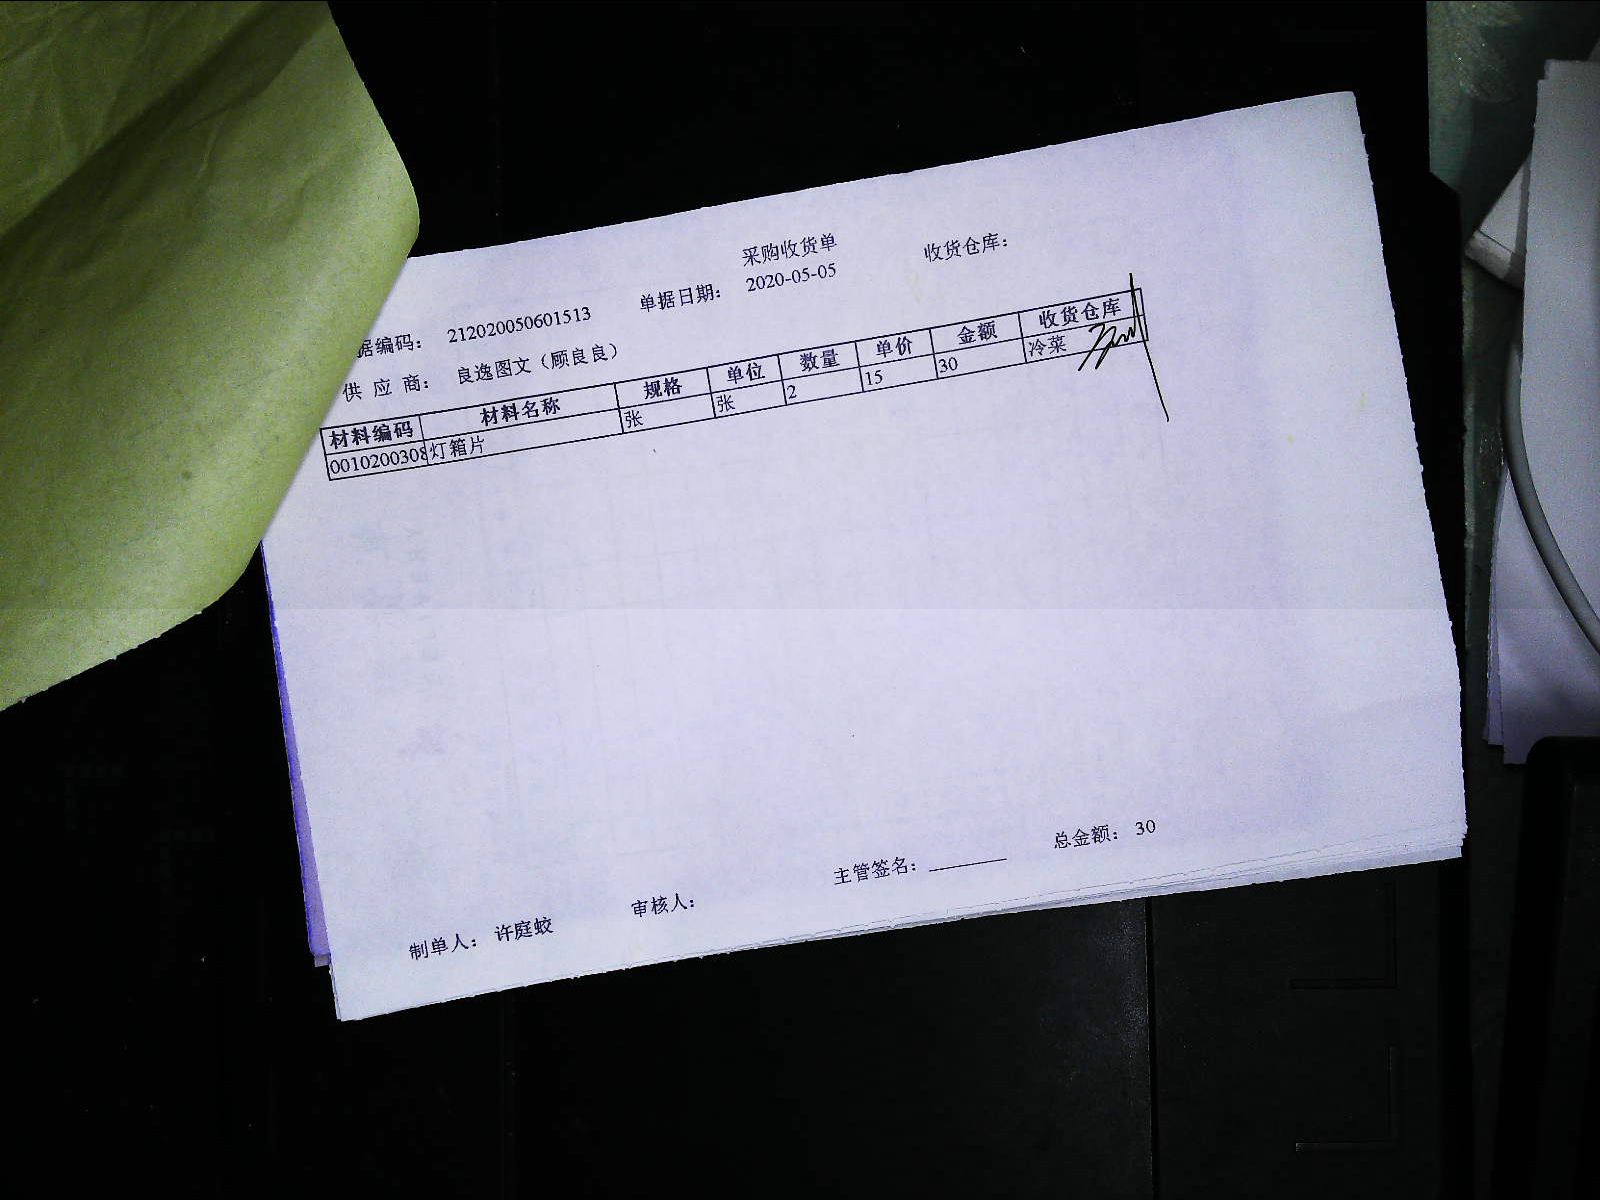 采购收货单
据编码: 212020050601513 单据日期: 2020-05-05 收货仓库:
供 应 商: 良逸图文（顾良良）
材料编码 材料名称 规格 单位 数量 单价 金额 收货仓库
0010200308 灯箱片 张 张 2 15 30 冷菜
制单人: 许庭蛟 审核人: 主管签名: 总金额: 30